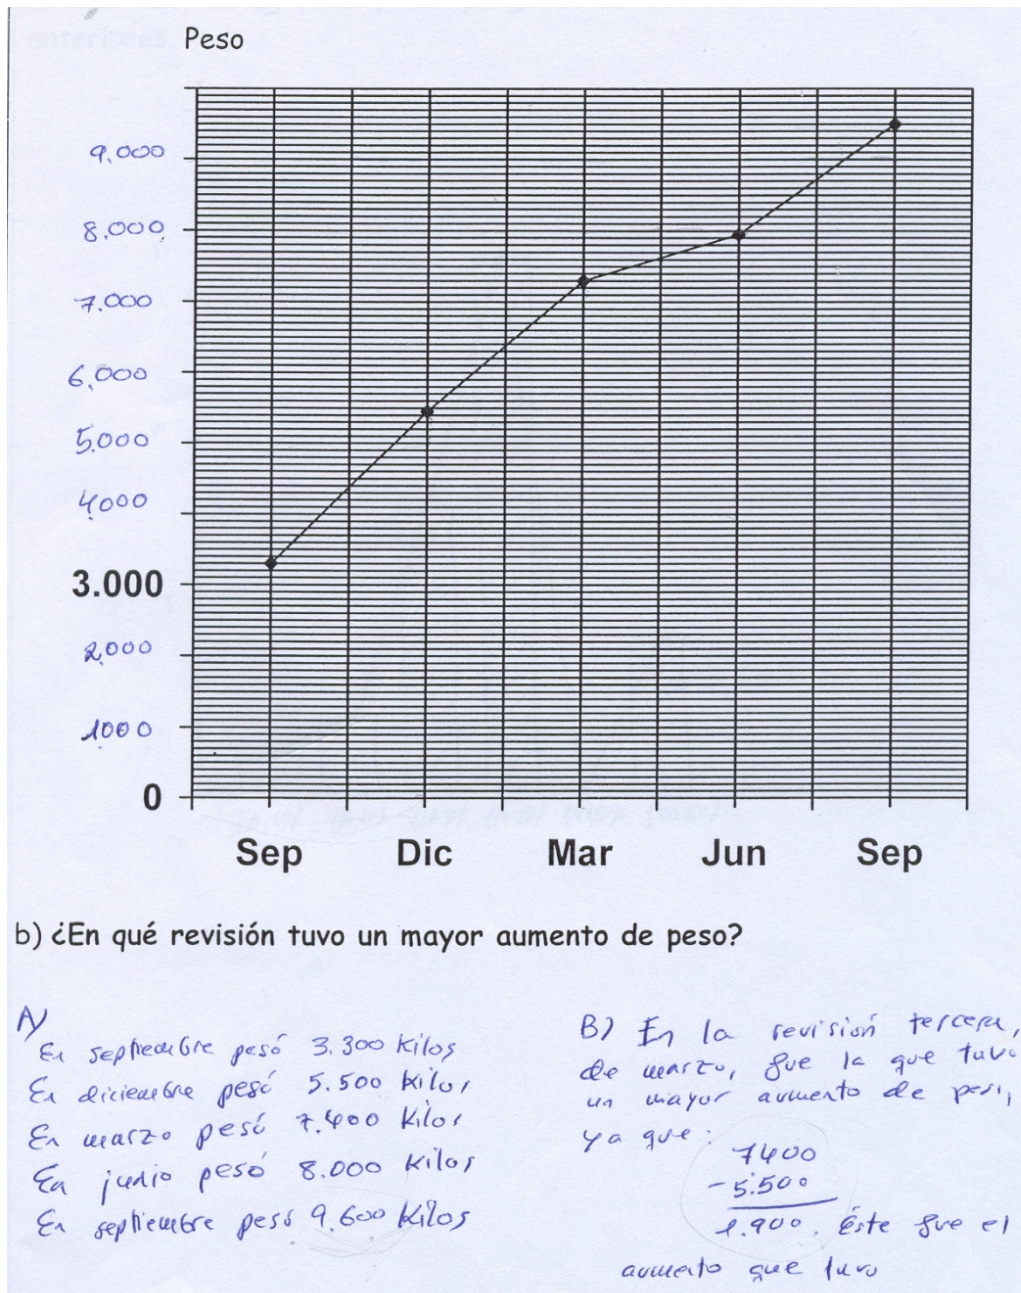 anteriores. Peso
9,000
8,000
7,000
6,000
5.000
4000
3.000
2,000
1000
0
Sep Dic Mar Jun Sep
b) ¿En qué revisión tuvo un mayor aumento de peso?
A)
En septiembre pesó 3.300 Kilos
En diciembre pesó 5.500 Kilos
En marzo pesó 7.400 Kilos
En junio pesó 8.000 Kilos
En septiembre pesó 9.600 Kilos
B) En la revisión tercera,
de marzo, fue la que tuvo
un mayor aumento de peso,
ya que:
7400
-5.500
1.900. Este fue el
aumento que tuvo